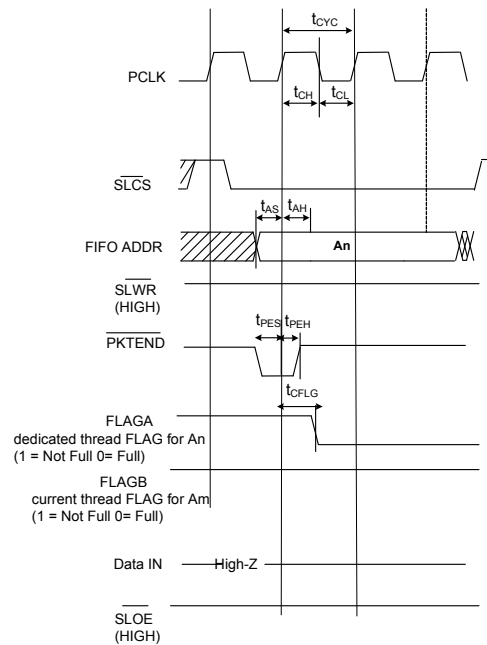 tCYC
PCLK
tCH
tCL
SLCS
tAS
tAH
FIFO ADDR
An
SLWR
(HIGH)
tPES
tPEH
PKTEND
tCFLG
FLAGA
dedicated thread FLAG for An
(1 = Not Full 0= Full)
FLAGB
current thread FLAG for Am
(1 = Not Full 0= Full)
Data IN
High-Z
SLOE
(HIGH)